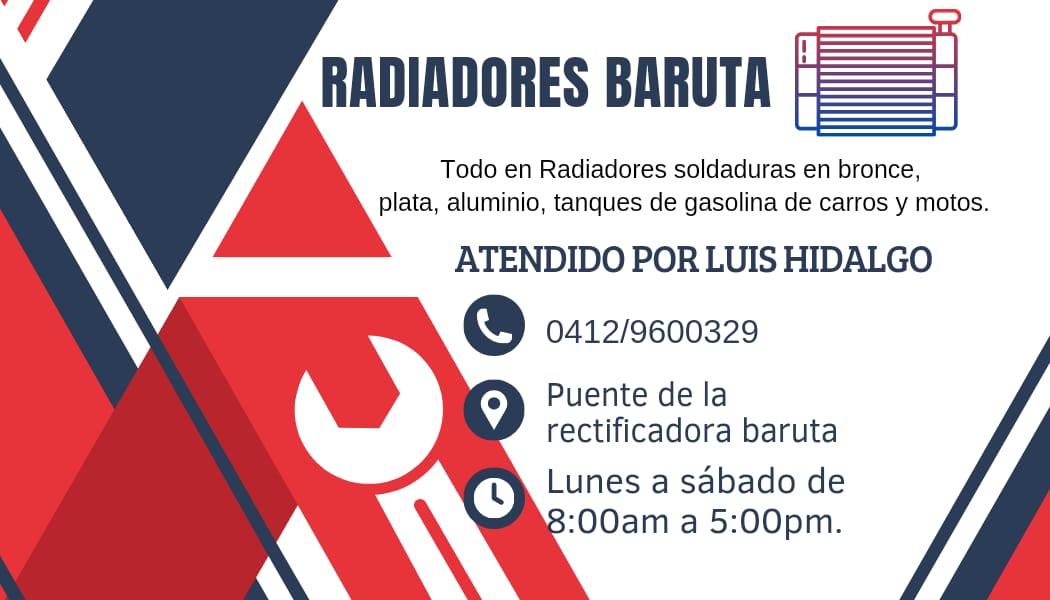 RADIADORES BARUTA
Todo en Radiadores soldaduras en bronce,
plata, aluminio, tanques de gasolina de carros y motos.
ATENDIDO POR LUIS HIDALGO
0412/9600329
Puente de la
rectificadora baruta
Lunes a sábado de
8:00am a 5:00pm.